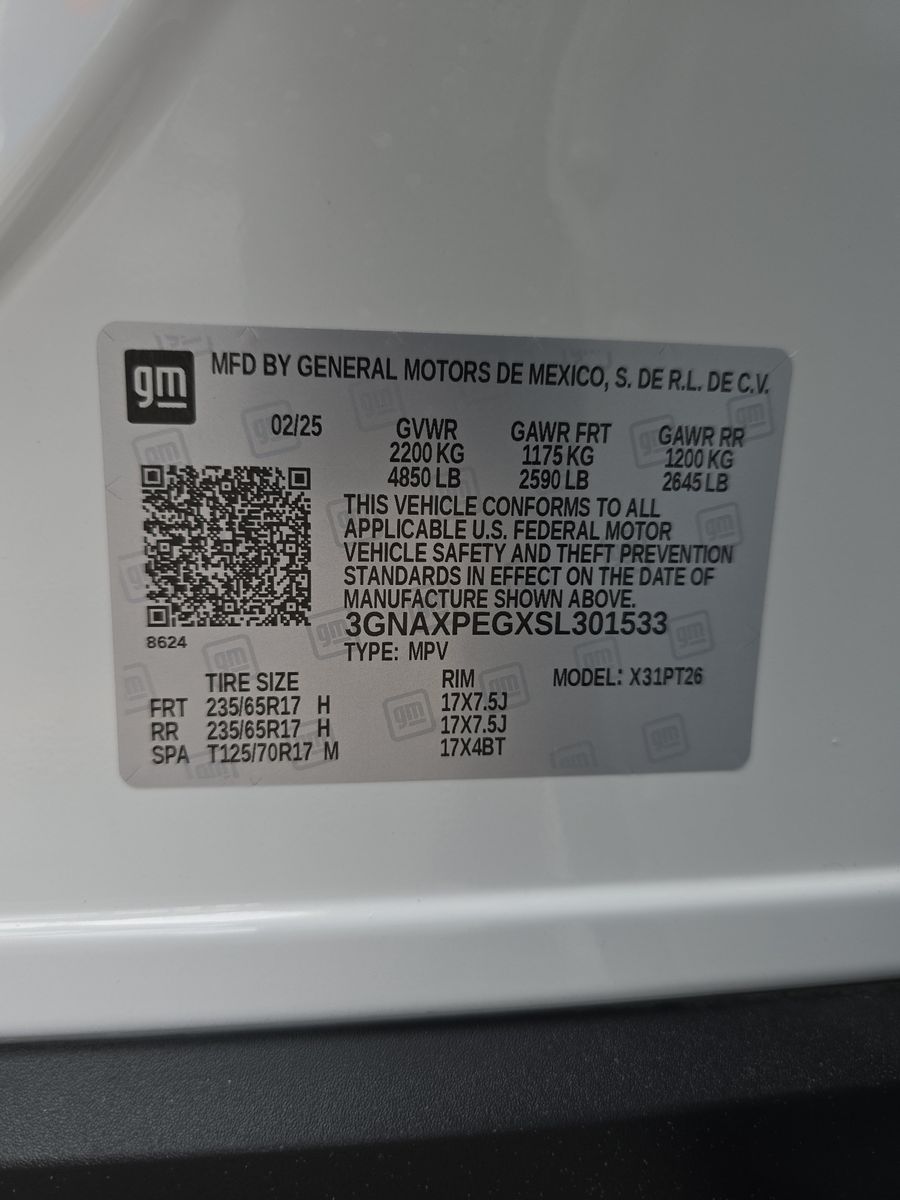 gm MFD BY GENERAL MOTORS DE MEXICO, S. DE R.L. DE C.V.
02/25 GVWR GAWR FRT GAWR RR
2200 KG 1175 KG 1200 KG
4850 LB 2590 LB 2645 LB
THIS VEHICLE CONFORMS TO ALL
APPLICABLE U.S. FEDERAL MOTOR
VEHICLE SAFETY AND THEFT PREVENTION
STANDARDS IN EFFECT ON THE DATE OF
MANUFACTURE SHOWN ABOVE.
3GNAXPEGXSL301533
8624
TYPE: MPV
TIRE SIZE RIM MODEL: X31PT26
FRT 235/65R17 H 17X7.5J
RR 235/65R17 H 17X7.5J
SPA T125/70R17 M 17X4BT